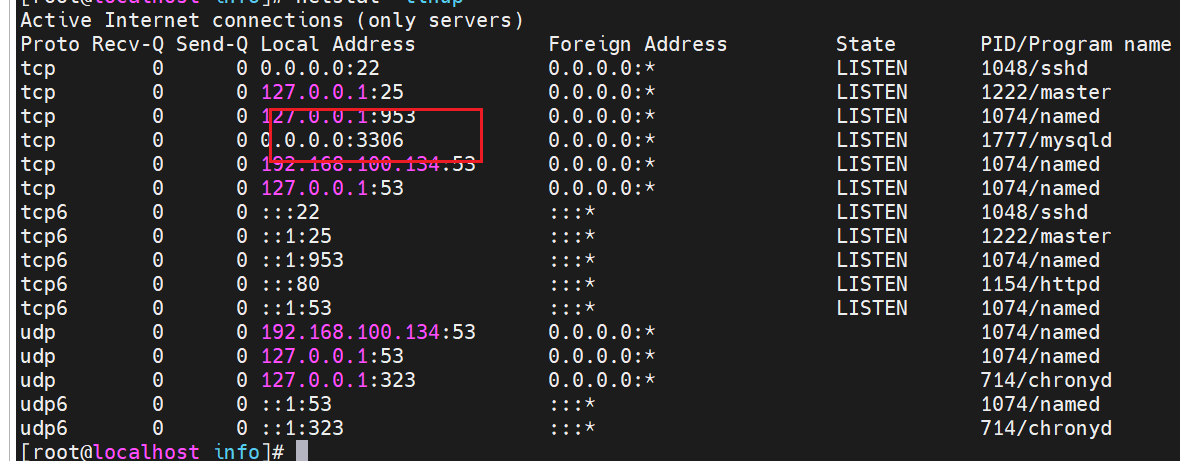 [root@localhost info]# netstat -tlnup
Active Internet connections (only servers)
Proto Recv-Q Send-Q Local Address           Foreign Address         State       PID/Program name
tcp        0      0 0.0.0.0:22              0.0.0.0:*               LISTEN      1048/sshd
tcp        0      0 127.0.0.1:25            0.0.0.0:*               LISTEN      1222/master
tcp        0      0 127.0.0.1:953           0.0.0.0:*               LISTEN      1074/named
tcp        0      0 0.0.0.0:3306            0.0.0.0:*               LISTEN      1777/mysqld
tcp        0      0 192.168.100.134:53      0.0.0.0:*               LISTEN      1074/named
tcp        0      0 127.0.0.1:53            0.0.0.0:*               LISTEN      1074/named
tcp6       0      0 :::22                   :::*                    LISTEN      1048/sshd
tcp6       0      0 ::1:25                  :::*                    LISTEN      1222/master
tcp6       0      0 ::1:953                 :::*                    LISTEN      1074/named
tcp6       0      0 :::80                   :::*                    LISTEN      1154/httpd
tcp6       0      0 ::1:53                  :::*                    LISTEN      1074/named
udp        0      0 192.168.100.134:53      0.0.0.0:*                           1074/named
udp        0      0 127.0.0.1:53            0.0.0.0:*                           1074/named
udp        0      0 127.0.0.1:323           0.0.0.0:*                           714/chronyd
udp6       0      0 ::1:53                  :::*                                1074/named
udp6       0      0 ::1:323                 :::*                                714/chronyd
[root@localhost info]#